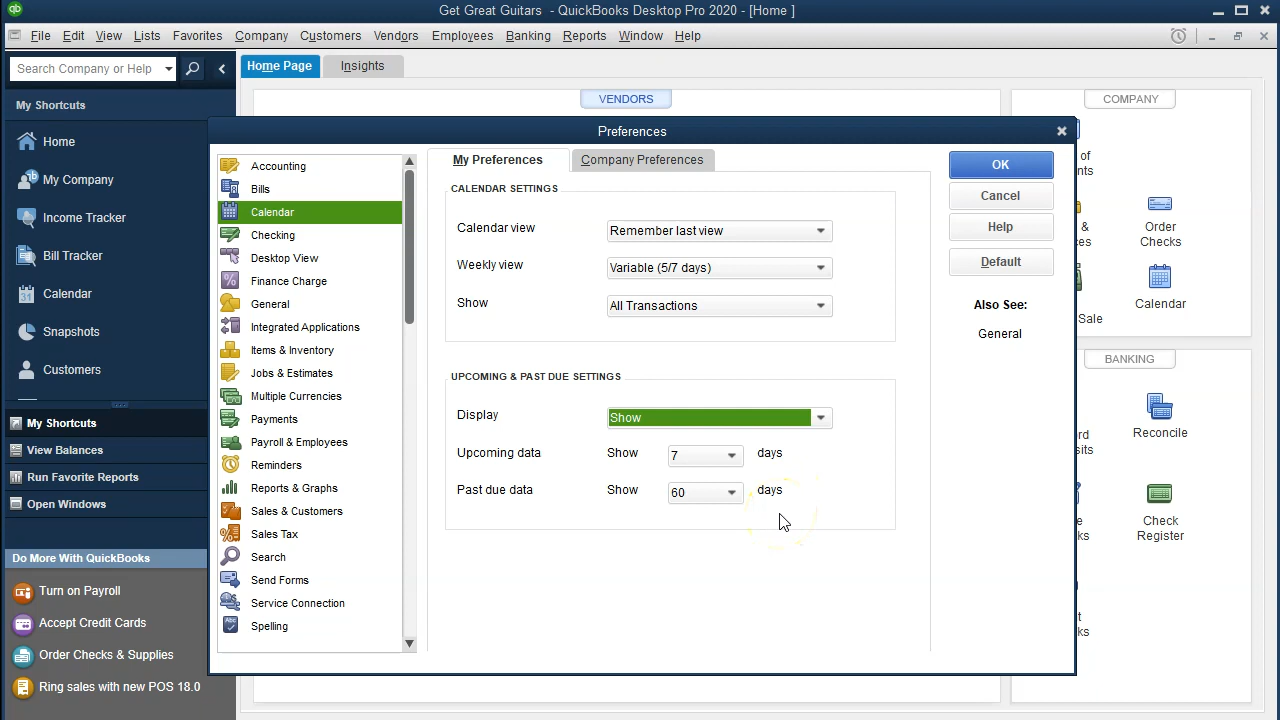 Get Great Guitars - QuickBooks Desktop Pro 2020 - [Home ]
File Edit View Lists Favorites Company Customers Vendors Employees Banking Reports Window Help
Search Company or Help
Home Page
Insights
My Shortcuts
Home
My Company
Income Tracker
Bill Tracker
Calendar
Snapshots
Customers
My Shortcuts
View Balances
Run Favorite Reports
Open Windows
Do More With QuickBooks
Turn on Payroll
Accept Credit Cards
Order Checks & Supplies
Ring sales with new POS 18.0
VENDORS
COMPANY
Preferences
Accounting
Bills
Calendar
Checking
Desktop View
Finance Charge
General
Integrated Applications
Items & Inventory
Jobs & Estimates
Multiple Currencies
Payments
Payroll & Employees
Reminders
Reports & Graphs
Sales & Customers
Sales Tax
Search
Send Forms
Service Connection
Spelling
My Preferences
Company Preferences
CALENDAR SETTINGS
Calendar view Remember last view
Weekly view Variable (5/7 days)
Show All Transactions
UPCOMING & PAST DUE SETTINGS
Display Show
Upcoming data Show 7 days
Past due data Show 60 days
OK
Cancel
Help
Default
Also See:
General
of
&
Order
Checks
Calendar
Sale
BANKING
Reconcile
Check
Register